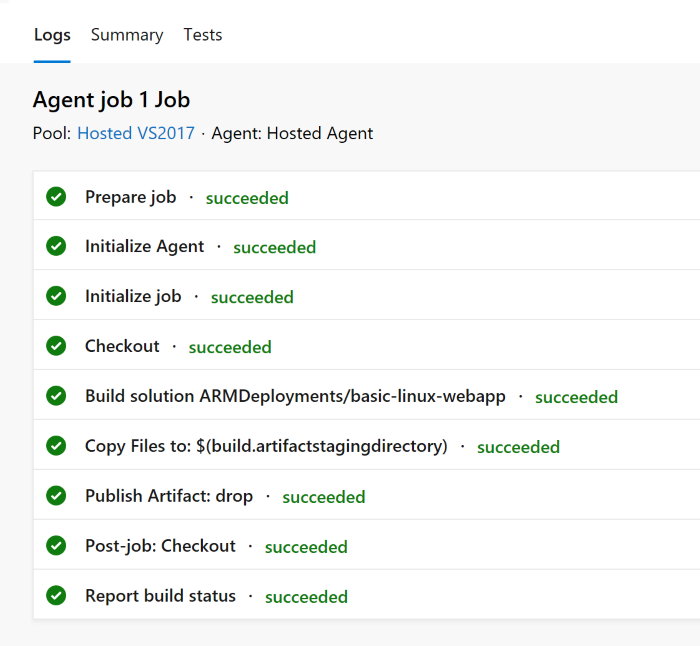 Logs Summary Tests
Agent job 1 Job
Pool: Hosted VS2017 · Agent: Hosted Agent
Prepare job · succeeded
Initialize Agent · succeeded
Initialize job · succeeded
Checkout · succeeded
Build solution ARMDeployments/basic-linux-webapp · succeeded
Copy Files to: $(build.artifactstagingdirectory) · succeeded
Publish Artifact: drop · succeeded
Post-job: Checkout · succeeded
Report build status · succeeded